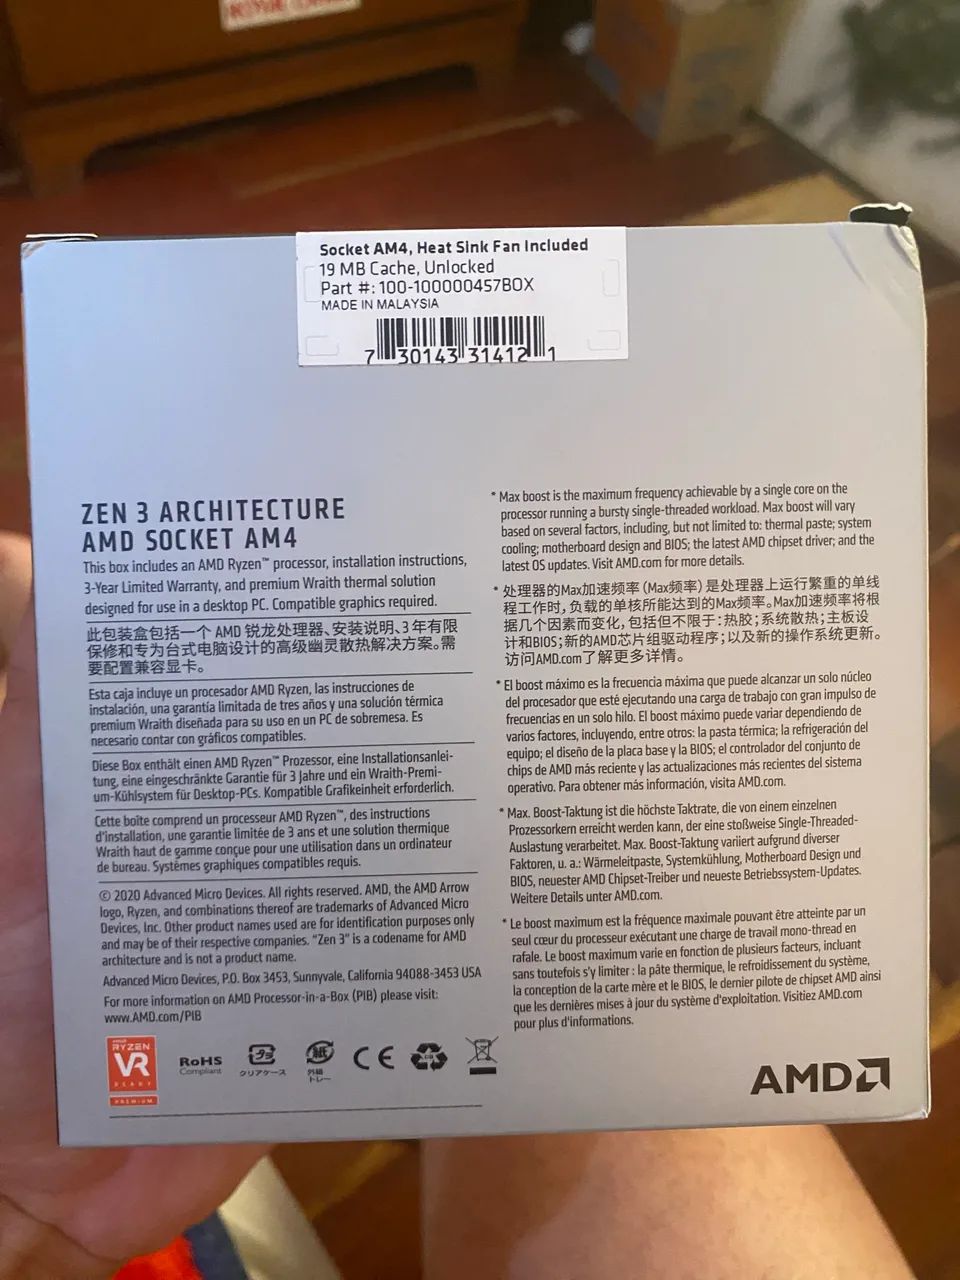 Socket AM4, Heat Sink Fan Included
19 MB Cache, Unlocked
Part #: 100-100000457BOX
MADE IN MALAYSIA
7 30143 31412 1
ZEN 3 ARCHITECTURE
AMD SOCKET AM4
This box includes an AMD Ryzen™ processor, installation instructions,
3-Year Limited Warranty, and premium Wraith thermal solution
designed for use in a desktop PC. Compatible graphics required.
此包装盒包括一个 AMD 锐龙处理器、安装说明、3 年有限
保修和专为台式电脑设计的高级幽灵散热解决方案。需
要配置兼容显卡。
Esta caja incluye un procesador AMD Ryzen, las instrucciones de
instalación, una garantía limitada de tres años y una solución térmica
premium Wraith diseñada para su uso en un PC de sobremesa. Es
necesario contar con gráficos compatibles.
Diese Box enthält einen AMD Ryzen™ Prozessor, eine Installationsanlei-
tung, eine eingeschränkte Garantie für 3 Jahre und ein Wraith-Premi-
um-Kühlsystem für Desktop-PCs. Kompatible Grafikeinheit erforderlich.
Cette boîte comprend un processeur AMD Ryzen™, des instructions
d'installation, une garantie limitée de 3 ans et une solution thermique
Wraith haut de gamme conçue pour une utilisation dans un ordinateur
de bureau. Systèmes graphiques compatibles requis.
© 2020 Advanced Micro Devices. All rights reserved. AMD, the AMD Arrow
logo, Ryzen, and combinations thereof are trademarks of Advanced Micro
Devices, Inc. Other product names used are for identification purposes only
and may be of their respective companies. "Zen 3" is a codename for AMD
architecture and is not a product name.
Advanced Micro Devices, P.O. Box 3453, Sunnyvale, California 94088-3453 USA
For more information on AMD Processor-in-a-Box (PIB) please visit:
www.AMD.com/PIB
AMD
RYZEN
VR
READY
PREMIUM
RoHS
Compliant
プラ
クリアケース
紙
外箱
トレー
CE
* Max boost is the maximum frequency achievable by a single core on the
processor running a bursty single-threaded workload. Max boost will vary
based on several factors, including, but not limited to: thermal paste; system
cooling; motherboard design and BIOS; the latest AMD chipset driver; and the
latest OS updates. Visit AMD.com for more details.
* 处理器的Max加速频率 (Max频率) 是处理器上运行繁重的单线
程工作时, 负载的单核所能达到的Max频率。Max加速频率将根
据几个因素而变化, 包括但不限于: 热胶; 系统散热; 主板设
计和BIOS; 新的AMD芯片组驱动程序; 以及新的操作系统更新。
访问AMD.com了解更多详情。
* El boost máximo es la frecuencia máxima que puede alcanzar un solo núcleo
del procesador que esté ejecutando una carga de trabajo con gran impulso de
frecuencias en un solo hilo. El boost máximo puede variar dependiendo de
varios factores, incluyendo, entre otros: la pasta térmica; la refrigeración del
equipo; el diseño de la placa base y la BIOS; el controlador del conjunto de
chips de AMD más reciente y las actualizaciones más recientes del sistema
operativo. Para obtener más información, visita AMD.com.
* Max. Boost-Taktung ist die höchste Taktrate, die von einem einzelnen
Prozessorkern erreicht werden kann, der eine stoßweise Single-Threaded-
Auslastung verarbeitet. Max. Boost-Taktung variiert aufgrund diverser
Faktoren, u. a.: Wärmeleitpaste, Systemkühlung, Motherboard Design und
BIOS, neuester AMD Chipset-Treiber und neueste Betriebssystem-Updates.
Weitere Details unter AMD.com.
* Le boost maximum est la fréquence maximale pouvant être atteinte par un
seul cœur du processeur exécutant une charge de travail mono-thread en
rafale. Le boost maximum varie en fonction de plusieurs facteurs, incluant
sans toutefois s'y limiter : la pâte thermique, le refroidissement du système,
la conception de la carte mère et le BIOS, le dernier pilote de chipset AMD ainsi
que les dernières mises à jour du système d'exploitation. Visitiez AMD.com
pour plus d'informations.
AMD